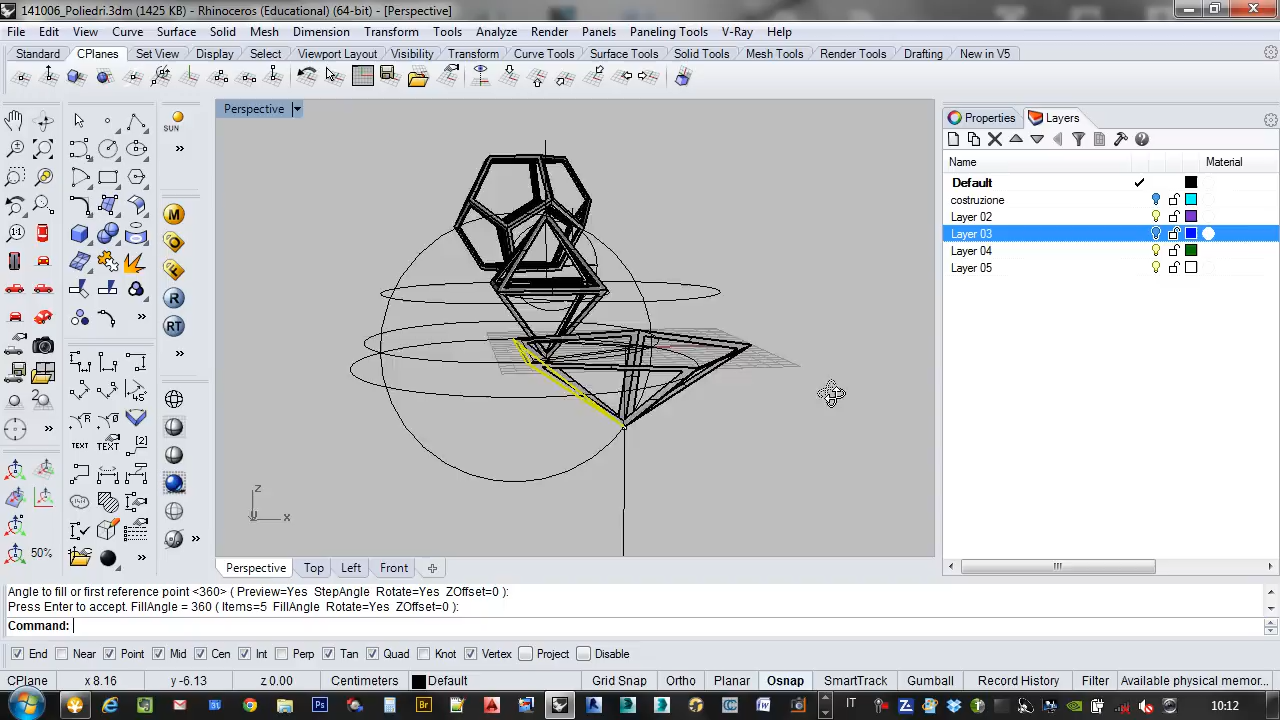 141006_Poliedri.3dm (1425 KB) - Rhinoceros (Educational) (64-bit) - [Perspective]
File Edit View Curve Surface Solid Mesh Dimension Transform Tools Analyze Render Panels Paneling Tools V-Ray Help
Standard CPlanes Set View Display Select Viewport Layout Visibility Transform Curve Tools Surface Tools Solid Tools Mesh Tools Render Tools Drafting New in V5
Perspective
Properties Layers
Name Material
Default
costruzione
Layer 02
Layer 03
Layer 04
Layer 05
SUN
M
R
RT
2
TEXT TEXT
50%
z
x
Perspective Top Left Front
Angle to fill or first reference point <360> ( Preview=Yes StepAngle Rotate=Yes ZOffset=0 ):
Press Enter to accept. FillAngle = 360 ( Items=5 FillAngle Rotate=Yes ZOffset=0 ):
Command:
End Near Point Mid Cen Int Perp Tan Quad Knot Vertex Project Disable
CPlane x 8.16 y -6.13 z 0.00 Centimeters Default Grid Snap Ortho Planar Osnap SmartTrack Gumball Record History Filter Available physical memor...
Ps Br IT 10:12